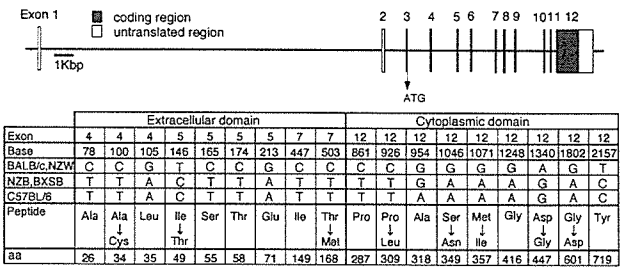 Exon 1
coding region
untranslated region
2 3 4 5 6 7 8 9 10 11 12
1Kbp
ATG
Extracellular domain Cytoplasmic domain
Exon 4 4 4 5 5 5 5 7 7 12 12 12 12 12 12 12 12 12
Base 78 100 105 146 165 174 213 447 503 861 926 954 1046 1071 1248 1340 1802 2157
BALB/c,NZW C C G T C C G C C C C G G G G A G T
NZB,BXSB T T A C T T A T T T T G A A A G A C
C57BL/6 T T A C T T A T T T T A A A A G A C
Peptide Ala Ala Leu Ile Ser Thr Glu Ile Thr Pro Pro Ala Ser Met Gly Asp Gly Tyr
↓ ↓ ↓ ↓ ↓ ↓ ↓ ↓
Cys Thr Met Leu Asn Ile Gly Asp
aa 26 34 35 49 55 58 71 149 168 287 309 318 349 357 416 447 601 719